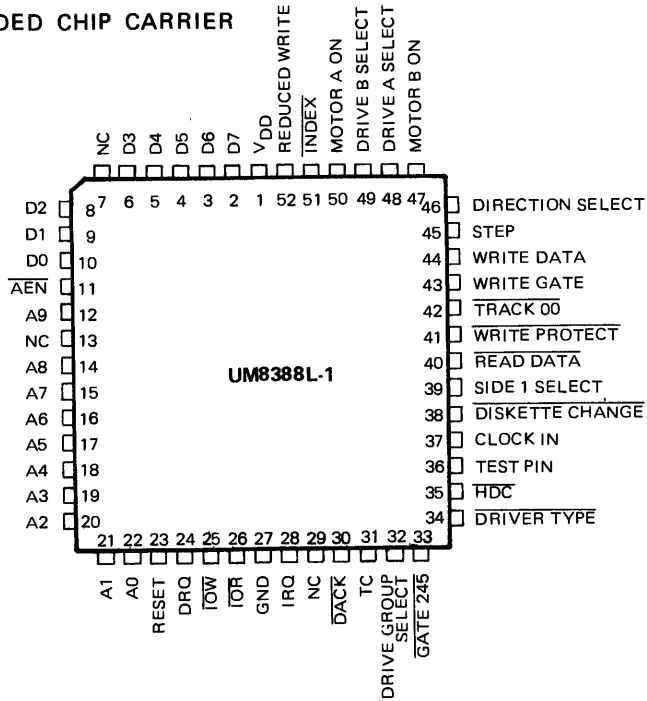 DED CHIP CARRIER
NC
D3
D4
D5
D6
D7
VDD
REDUCED WRITE
INDEX
MOTOR A ON
DRIVE B SELECT
DRIVE A SELECT
MOTOR B ON
7 6 5 4 3 2 1 52 51 50 49 48 47
D2 8
D1 9
D0 10
AEN 11
A9 12
NC 13
A8 14
A7 15
A6 16
A5 17
A4 18
A3 19
A2 20
UM8388L-1
46 DIRECTION SELECT
45 STEP
44 WRITE DATA
43 WRITE GATE
42 TRACK 00
41 WRITE PROTECT
40 READ DATA
39 SIDE 1 SELECT
38 DISKETTE CHANGE
37 CLOCK IN
36 TEST PIN
35 HDC
34 DRIVER TYPE
21 22 23 24 25 26 27 28 29 30 31 32 33
A1
A0
RESET
DRQ
IOW
IOR
GND
IRQ
NC
DACK
TC
DRIVE GROUP
SELECT
GATE 245